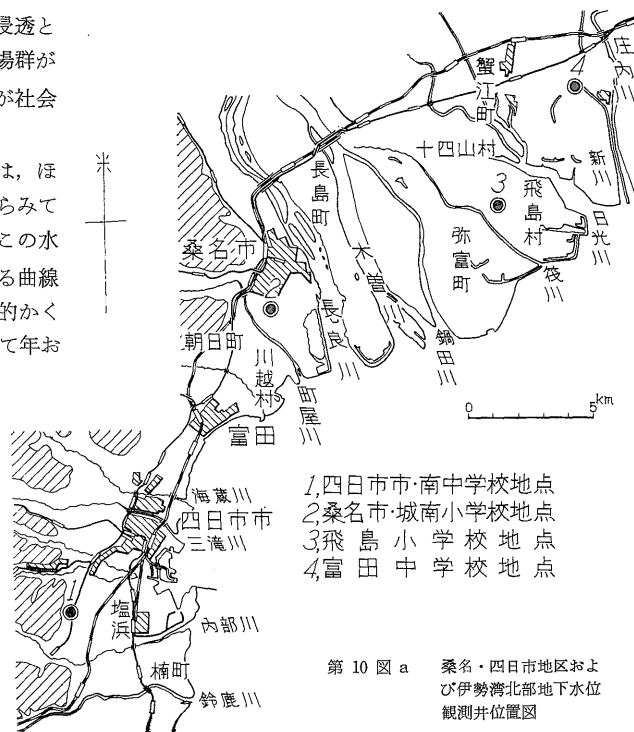 浸透と
場群が
が社会
は，ほ
らみて
この水
る曲線
的かく
て年お
庄内川
4
蟹江町
新川
十四山村
3
飛島村
日光川
長島町
弥富町
筏川
木曽
桑名市
2
長良川
鍋田川
朝日町
川越村
町屋川
富田
0 5km
海蔵川
四日市市
三滝川
1
塩浜
内部川
楠町
鈴鹿川
1,四日市市・南中学校地点
2,桑名市・城南小学校地点
3,飛島小学校地点
4,富田中学校地点
第 10 図 a 桑名・四日市地区およ
び伊勢湾北部地下水位
観測井位置図